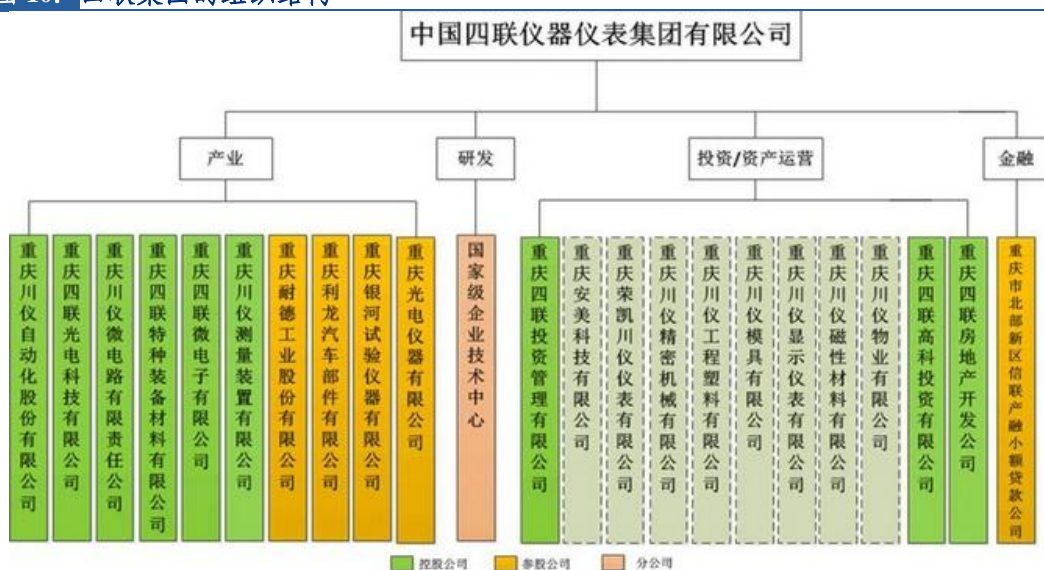 图 16：四联集团的组织结构
中国四联仪器仪表集团有限公司
产业
研发
投资/资产运营
金融
重庆川仪自动化股份有限公司
重庆四联光电科技有限公司
重庆川仪微电路有限责任公司
重庆四联特种装备材料有限公司
重庆四联微电子有限公司
重庆川仪测量装置有限公司
重庆耐德工业股份有限公司
重庆利龙汽车部件有限公司
重庆银河试验仪器有限公司
重庆光电仪器有限公司
国家级企业技术中心
重庆四联投资管理有限公司
重庆安美科技有限公司
重庆荣凯川仪仪表有限公司
重庆川仪精密机械有限公司
重庆川仪工程塑料有限公司
重庆川仪模具有限公司
重庆川仪显示仪表有限公司
重庆川仪磁性材料有限公司
重庆川仪物业有限公司
重庆四联高科投资有限公司
重庆四联房地产开发公司
重庆市北部新区信联产融小额贷款公司
控股公司
参股公司
分公司